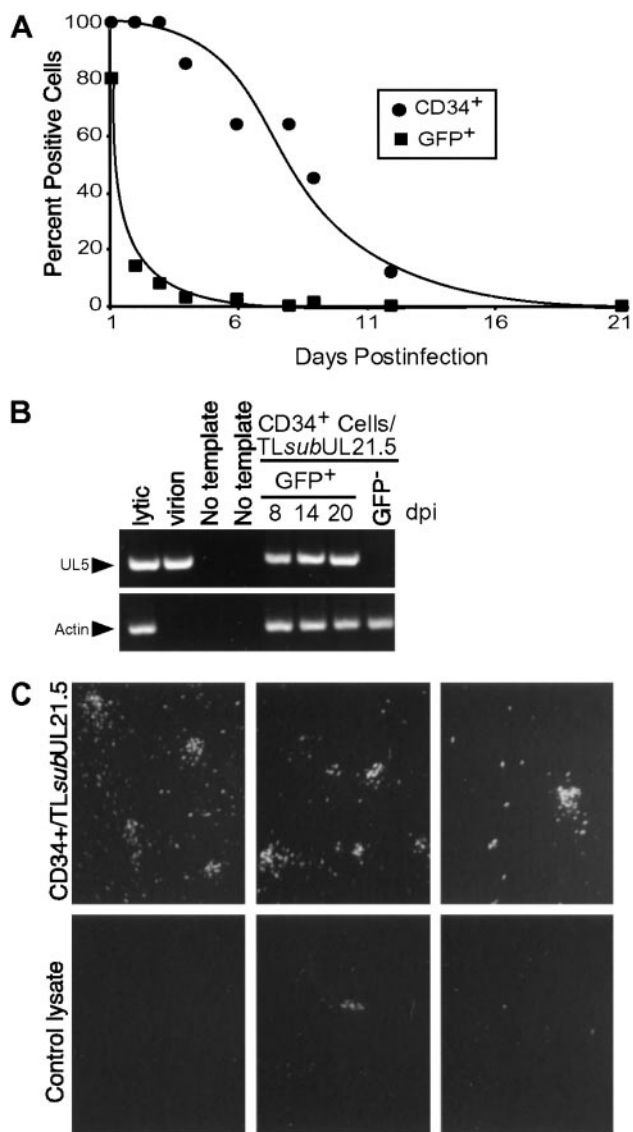 A
Percent Positive Cells
100
80
60
40
20
0
CD34+
GFP+
1
6
11
16
21
Days Postinfection
B
lytic
virion
No template
No template
CD34+ Cells/
TLsubUL21.5
GFP+
GFP-
8 14 20
dpi
UL5
Actin
C
CD34+/TLsubUL21.5
Control lysate